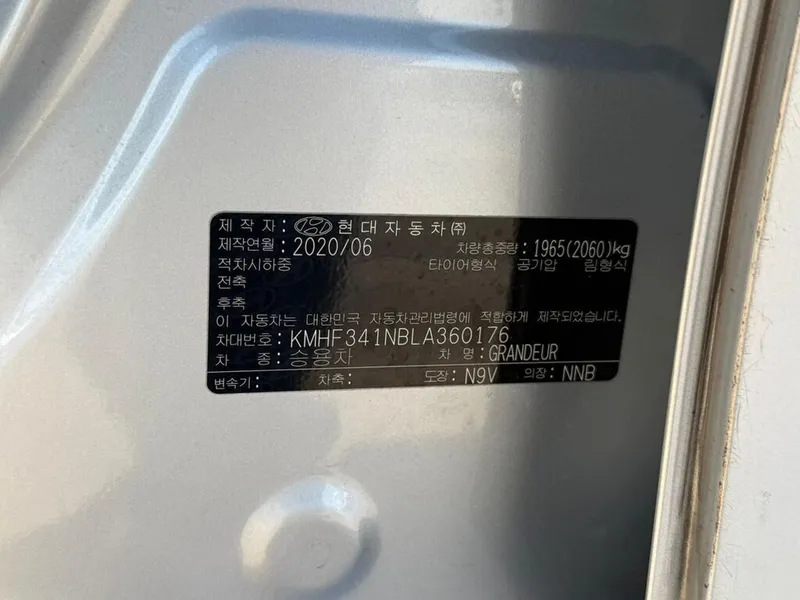 제 작 자 : 현대자동차㈜
제작연월 : 2020/06 차량총중량 : 1965(2060)kg
적차시하중 타이어형식 공기압 림형식
전축
후축
이 자동차는 대한민국 자동차관리법령에 적합하게 제작되었습니다.
차대번호 : KMHF341NBLA360176
차 종 : 승용차 차 명 : GRANDEUR
변속기 : 차축 : 도장 : N9V 의장 : NNB